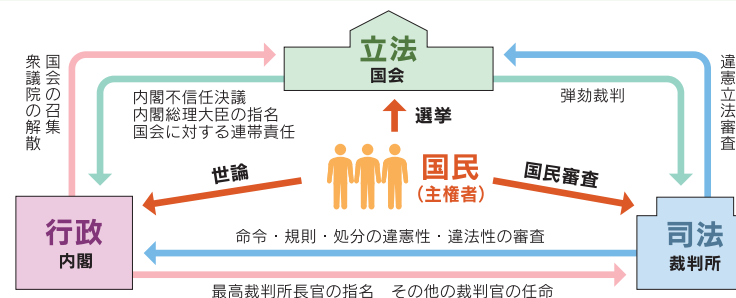 立法
国会
国会の召集
衆議院の解散
内閣不信任決議
内閣総理大臣の指名
国会に対する連帯責任
弾劾裁判
違憲立法審査
選挙
世論
国民
（主権者）
国民審査
行政
内閣
命令・規則・処分の違憲性・違法性の審査
司法
裁判所
最高裁判所長官の指名　その他の裁判官の任命